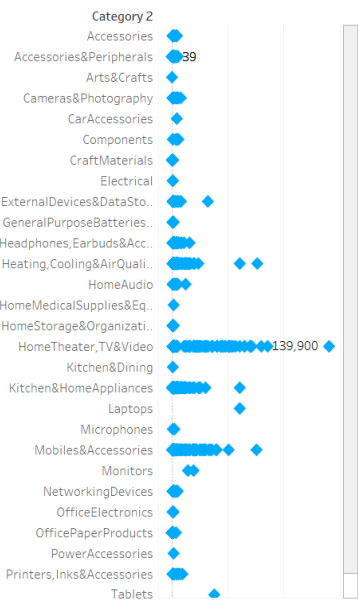 Category 2
Accessories
Accessories&Peripherals
39
Arts&Crafts
Cameras&Photography
CarAccessories
Components
CraftMaterials
Electrical
ExternalDevices&DataSto..
GeneralPurposeBatteries..
Headphones,Earbuds&Acc..
Heating,Cooling&AirQuali..
HomeAudio
HomeMedicalSupplies&Eq..
HomeStorage&Organizati..
HomeTheater,TV&Video
139,900
Kitchen&Dining
Kitchen&HomeAppliances
Laptops
Microphones
Mobiles&Accessories
Monitors
NetworkingDevices
OfficeElectronics
OfficePaperProducts
PowerAccessories
Printers,Inks&Accessories
Tablets